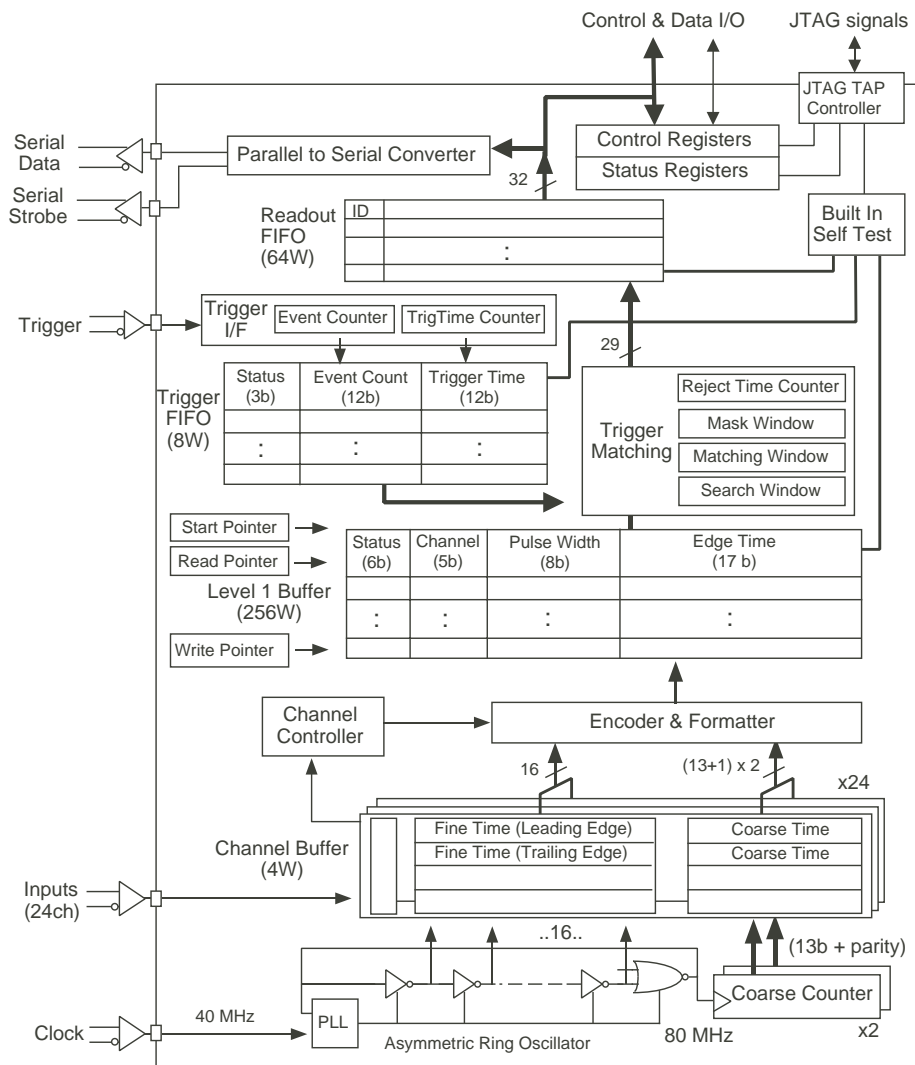 Control & Data I/O
JTAG signals
JTAG TAP
Controller
Serial
Data
Parallel to Serial Converter
Control Registers
Status Registers
32
Serial
Strobe
Readout
FIFO
(64W)
ID
:
Built In
Self Test
Trigger
Trigger
I/F
Event Counter
TrigTime Counter
29
Trigger
FIFO
(8W)
Status
(3b)
Event Count
(12b)
Trigger Time
(12b)
: : :
Trigger
Matching
Reject Time Counter
Mask Window
Matching Window
Search Window
Start Pointer
Read Pointer
Level 1 Buffer
(256W)
Write Pointer
Status
(6b)
Channel
(5b)
Pulse Width
(8b)
Edge Time
(17 b)
: : : :
Channel
Controller
Encoder & Formatter
16
(13+1) x 2
x24
Channel Buffer
(4W)
Fine Time (Leading Edge)
Coarse Time
Fine Time (Trailing Edge)
Coarse Time
Inputs
(24ch)
..16..
(13b + parity)
Coarse Counter
x2
Clock
40 MHz
PLL
80 MHz
Asymmetric Ring Oscillator